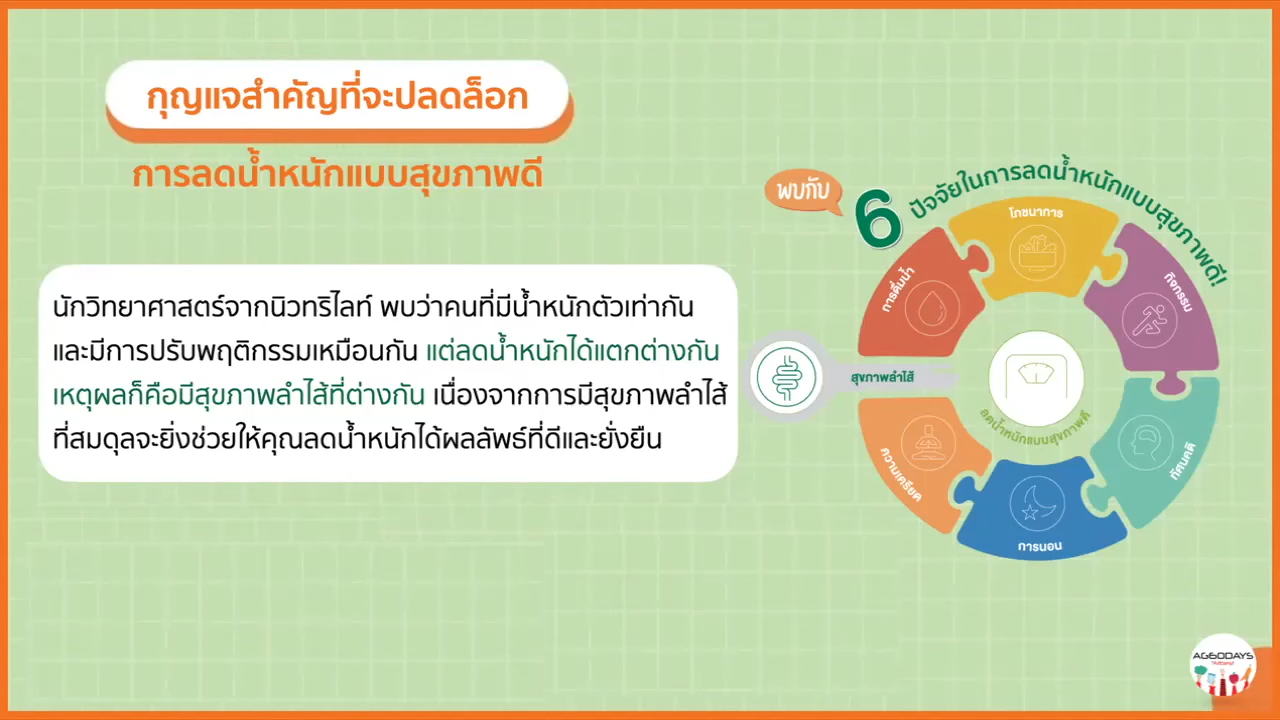 กุญแจสำคัญที่จะปลดล็อก
การลดน้ำหนักแบบสุขภาพดี
นักวิทยาศาสตร์จากนิวทริไลท์ พบว่าคนที่มีน้ำหนักตัวเท่ากัน
และมีการปรับพฤติกรรมเหมือนกัน แต่ลดน้ำหนักได้แตกต่างกัน
เหตุผลก็คือมีสุขภาพลำไส้ที่ต่างกัน เนื่องจากการมีสุขภาพลำไส้
ที่สมดุลจะยิ่งช่วยให้คุณลดน้ำหนักได้ผลลัพธ์ที่ดีและยั่งยืน
พบกับ
6 ปัจจัยในการลดน้ำหนักแบบสุขภาพดี!
โภชนาการ
การดื่มน้ำ
กิจกรรม
สุขภาพลำไส้
ลดน้ำหนักแบบสุขภาพดี
ความเครียด
ทัศนคติ
การนอน
AG60DAYS